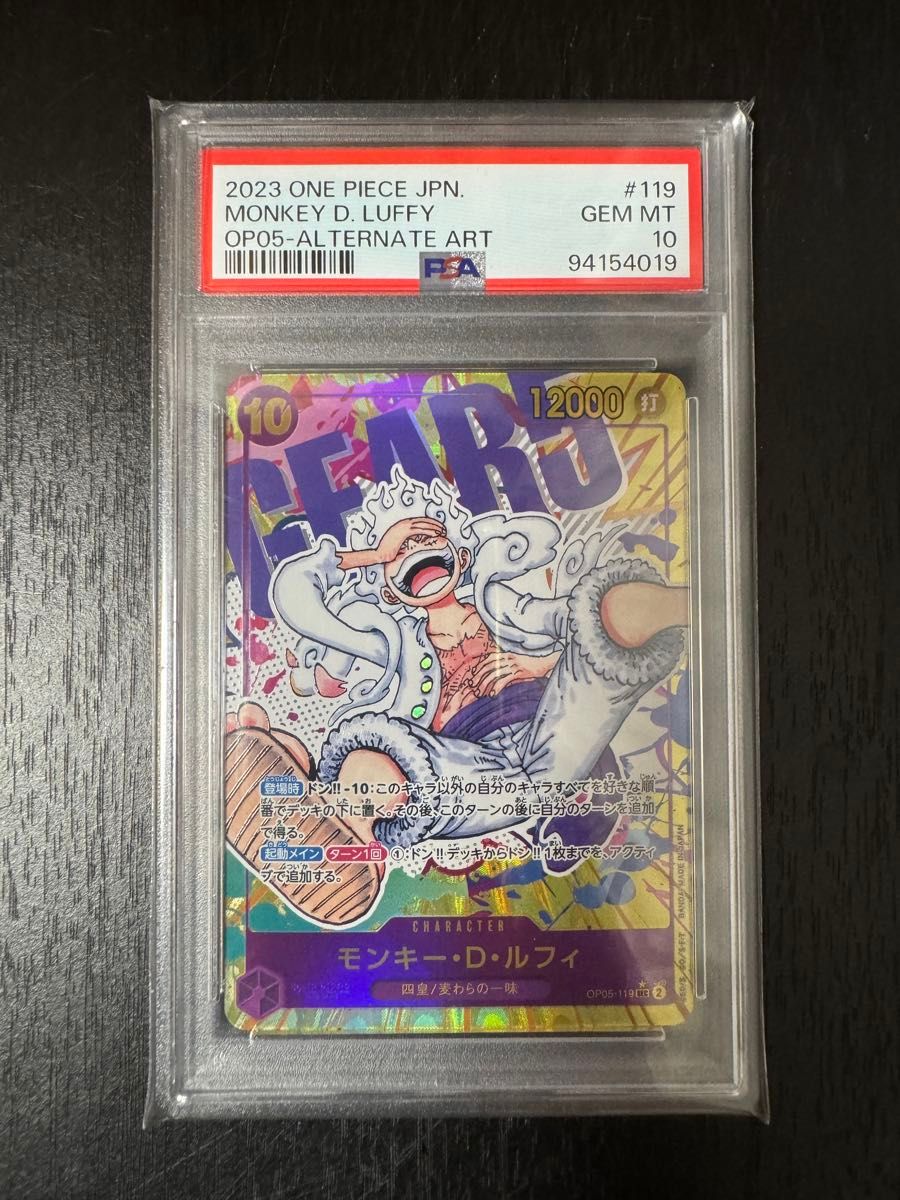 2023 ONE PIECE JPN. #119
MONKEY D. LUFFY GEM MT
OP05-ALTERNATE ART 10
PSA 94154019
10 12000 打
GEAR5
登場時 ドン!!-10:このキャラ以外の自分のキャラすべてを好きな順
番でデッキの下に置く。その後、このターンの後に自分のターンを追加
で得る。
起動メイン ターン1回 ①:ドン!!デッキからドン!!1枚までを、アクティ
ブで追加する。
CHARACTER
モンキー・D・ルフィ
四皇/麦わらの一味
OP05-119 SEC 2
BANDAI MADE IN JAPAN